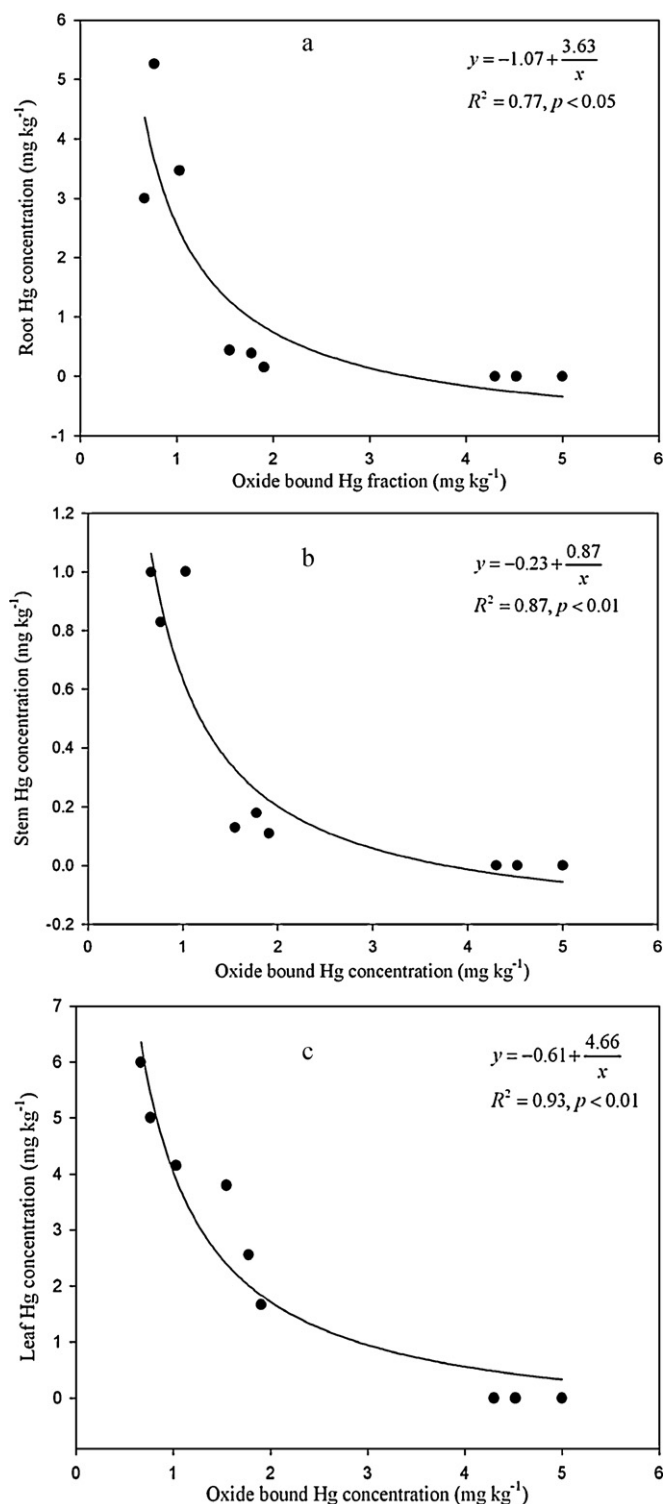 a
y = −1.07 + 3.63/x
R² = 0.77, p < 0.05
6
5
4
3
2
1
0
-1
Root Hg concentration (mg kg⁻¹)
0 1 2 3 4 5 6
Oxide bound Hg fraction (mg kg⁻¹)
b
y = −0.23 + 0.87/x
R² = 0.87, p < 0.01
1.2
1.0
0.8
0.6
0.4
0.2
0.0
-0.2
Stem Hg concentration (mg kg⁻¹)
0 1 2 3 4 5 6
Oxide bound Hg concentration (mg kg⁻¹)
c
y = −0.61 + 4.66/x
R² = 0.93, p < 0.01
7
6
5
4
3
2
1
0
Leaf Hg concentration (mg kg⁻¹)
0 1 2 3 4 5 6
Oxide bound Hg concentration (mg kg⁻¹)